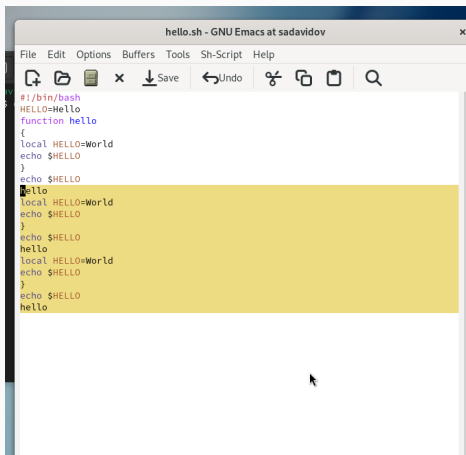 hello.sh - GNU Emacs at sadavidov
File Edit Options Buffers Tools Sh-Script Help
Save Undo
#!/bin/bash
HELLO=Hello
function hello
{
local HELLO=World
echo $HELLO
}
echo $HELLO
hello
local HELLO=World
echo $HELLO
}
echo $HELLO
hello
local HELLO=World
echo $HELLO
}
echo $HELLO
hello